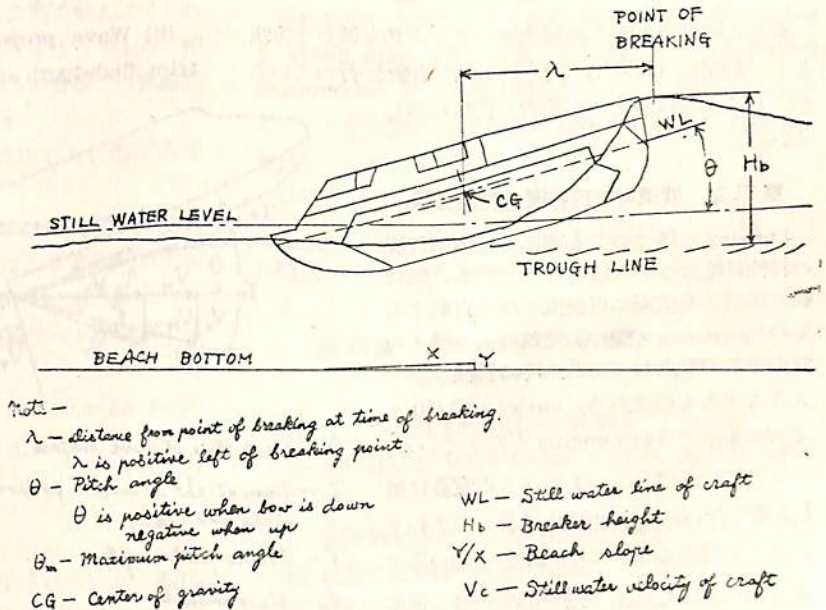 POINT OF
BREAKING
λ
WL
θ
Hb
CG
STILL WATER LEVEL
TROUGH LINE
BEACH BOTTOM
X
Y
Note —
λ — distance from point of breaking at time of breaking.
λ is positive left of breaking point
θ — Pitch angle
θ is positive when bow is down
negative when up
θm — Maximum pitch angle
CG — Center of gravity
WL — Still water line of craft
Hb — Breaker height
Y/X — Beach slope
Vc — Still water velocity of craft